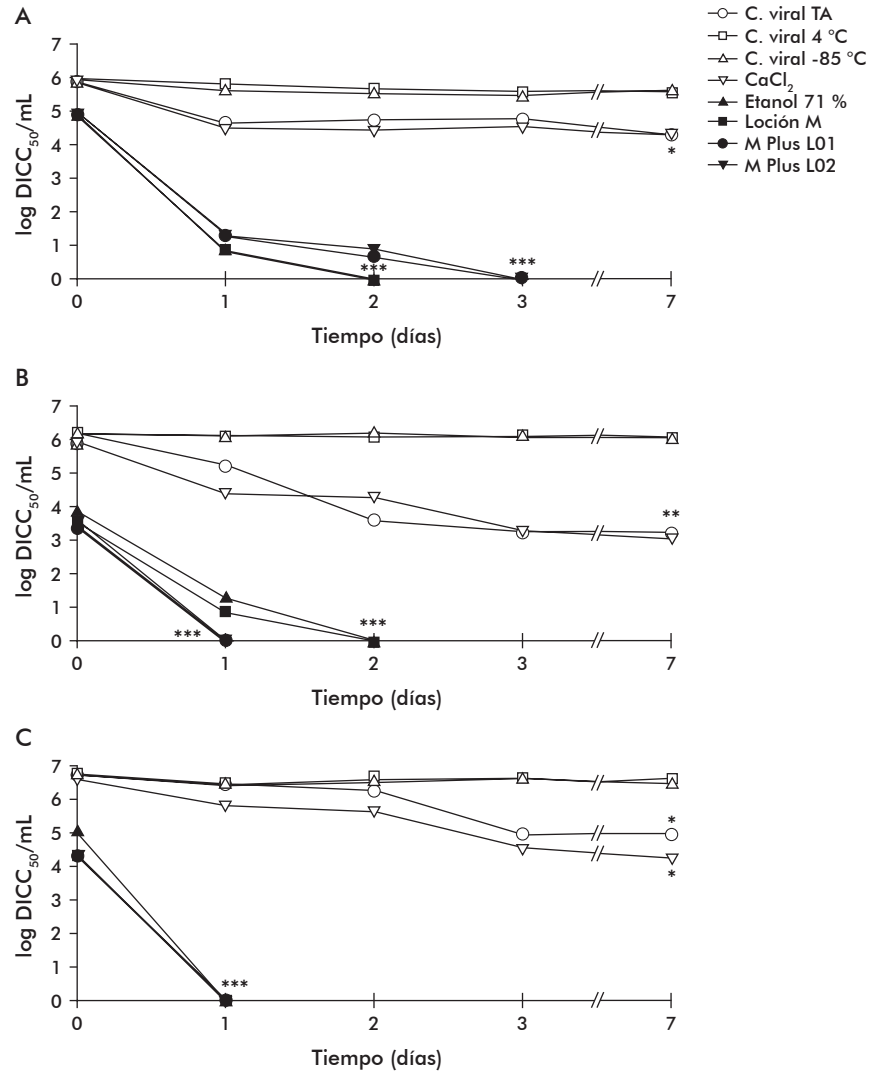 A
C. viral TA
C. viral 4 °C
C. viral -85 °C
CaCl₂
Etanol 71 %
Loción M
M Plus L01
M Plus L02
log DICC₅₀/mL
7
6
5
4
3
2
1
0
*
***
***
0 1 2 3 7
Tiempo (días)
B
log DICC₅₀/mL
7
6
5
4
3
2
1
0
**
***
***
0 1 2 3 7
Tiempo (días)
C
log DICC₅₀/mL
7
6
5
4
3
2
1
0
*
*
***
0 1 2 3 7
Tiempo (días)